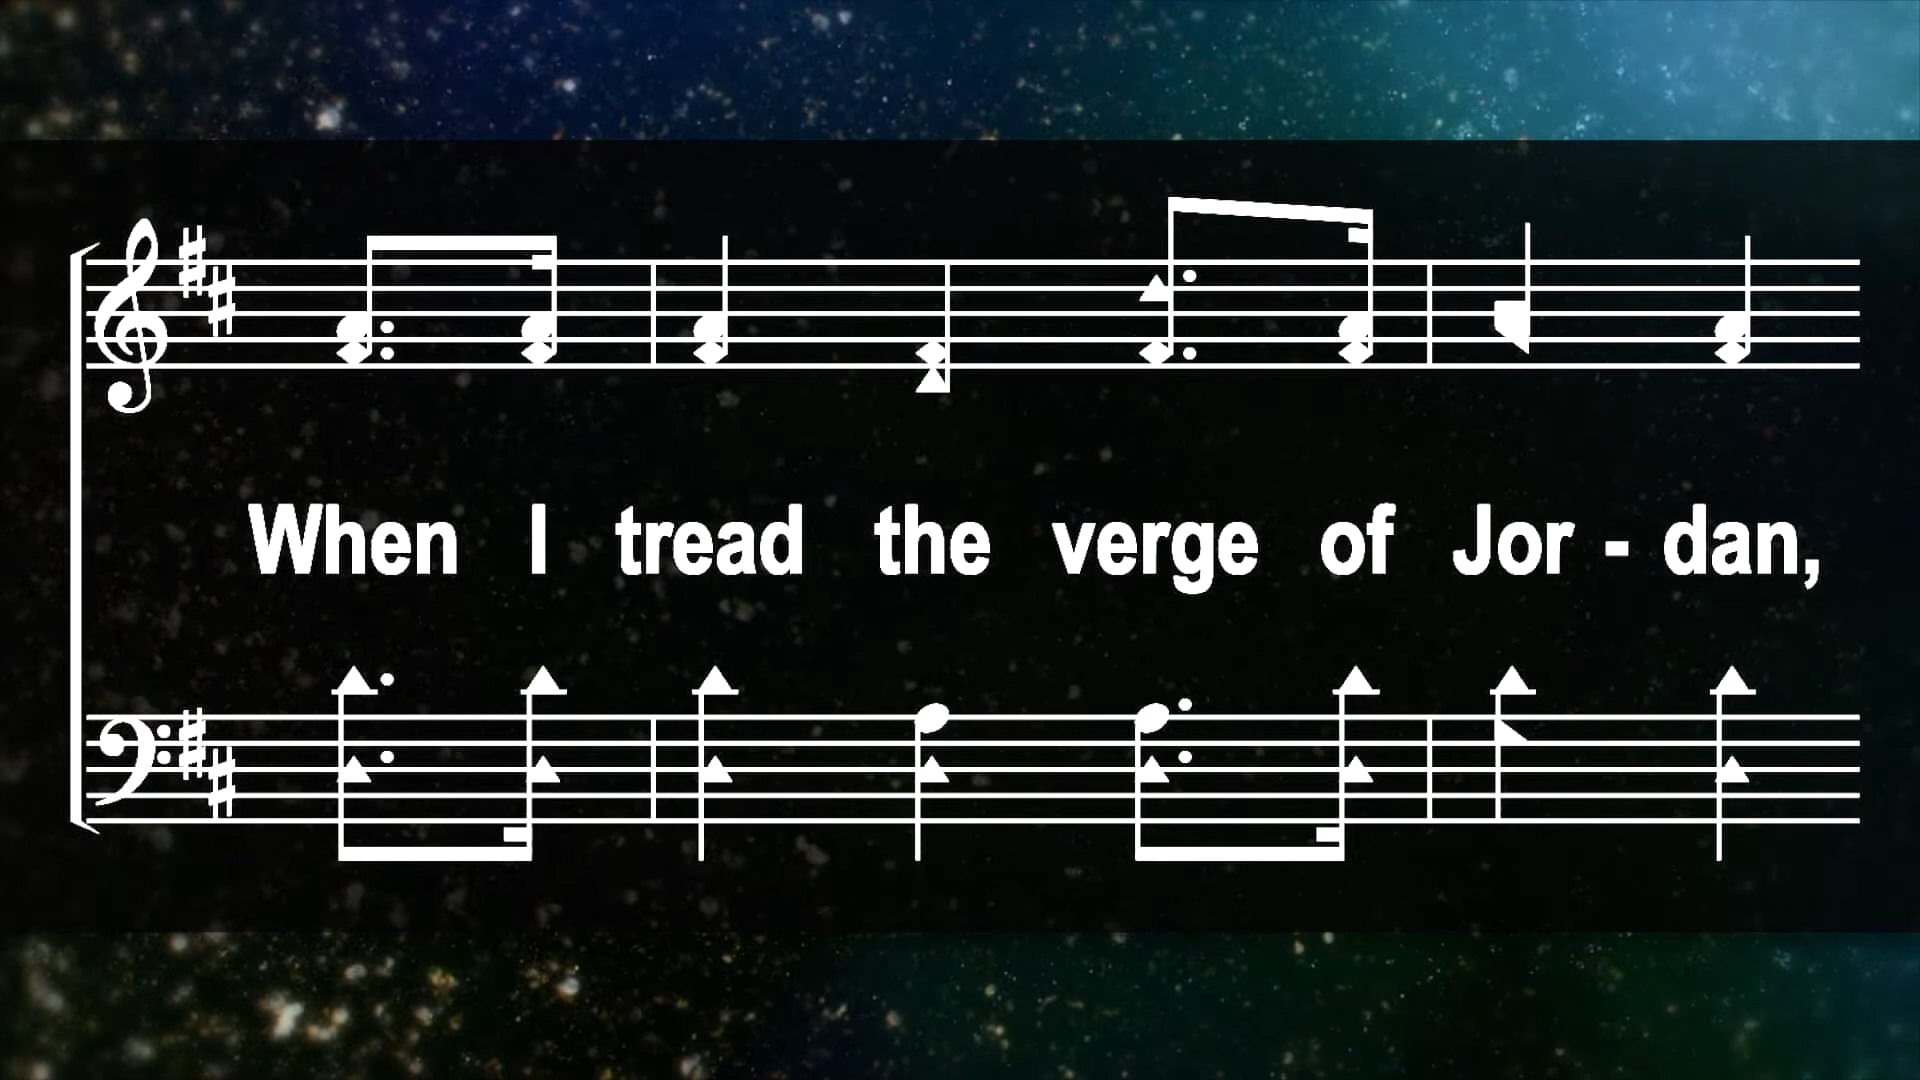 When I tread the verge of Jor - dan,